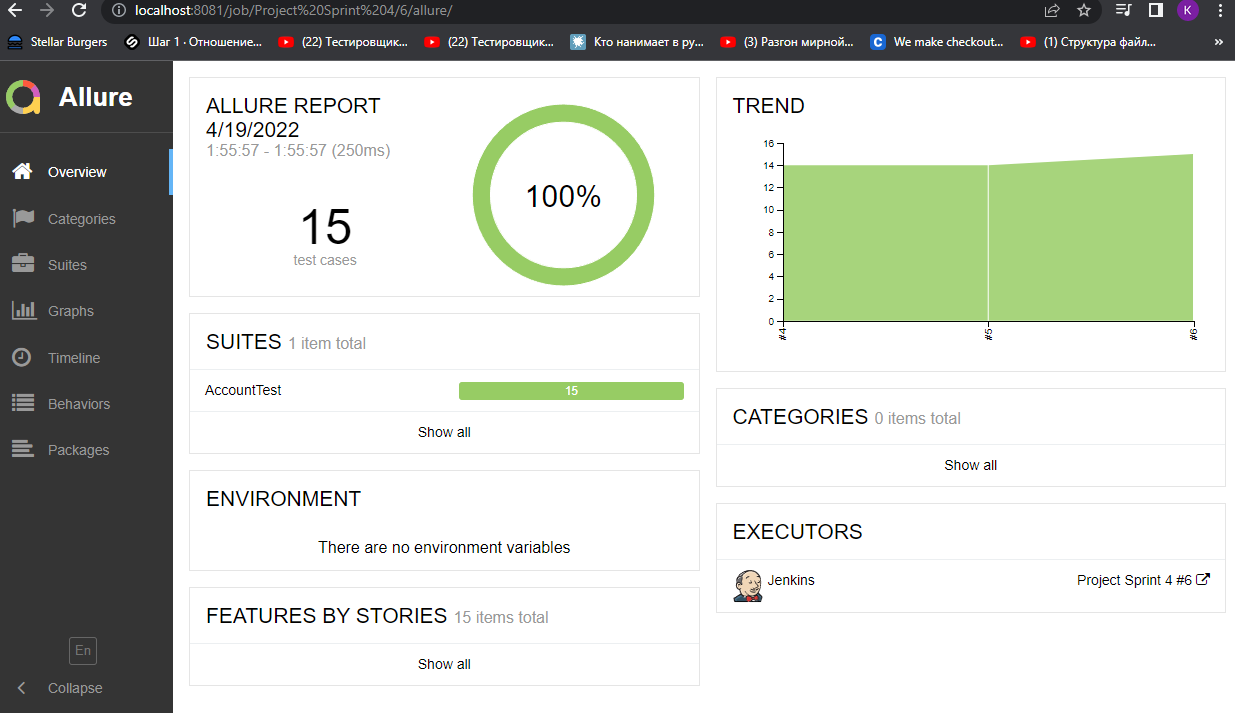 localhost:8081/job/Project%20Sprint%204/6/allure/
K
Stellar Burgers
Шаг 1 · Отношение...
(22) Тестировщик...
(22) Тестировщик...
Кто нанимает в ру...
(3) Разгон мирной...
C We make checkout...
(1) Структура файл...
»
Allure
Overview
Categories
Suites
Graphs
Timeline
Behaviors
Packages
En
Collapse
ALLURE REPORT
4/19/2022
1:55:57 - 1:55:57 (250ms)
15
test cases
100%
SUITES 1 item total
AccountTest 15
Show all
ENVIRONMENT
There are no environment variables
FEATURES BY STORIES 15 items total
Show all
TREND
16
14
12
10
8
6
4
2
0
#4 #5 #6
CATEGORIES 0 items total
Show all
EXECUTORS
Jenkins Project Sprint 4 #6